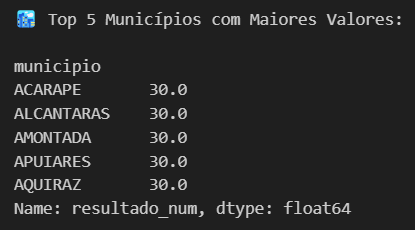 🏙️ Top 5 Municípios com Maiores Valores:
municipio
ACARAPE 30.0
ALCANTARAS 30.0
AMONTADA 30.0
APUIARES 30.0
AQUIRAZ 30.0
Name: resultado_num, dtype: float64